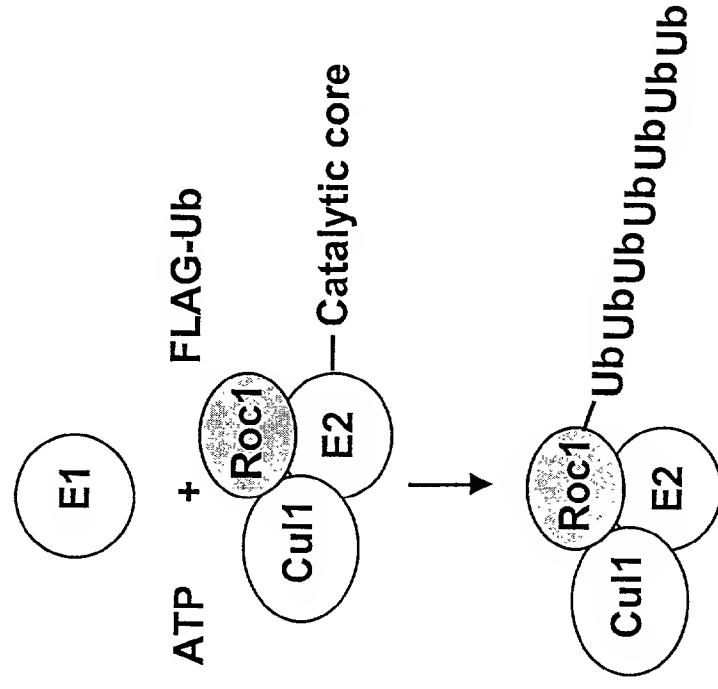 E1
ATP + FLAG-Ub
Roc1
Cul1
E2
Catalytic core
Roc1
UbUbUbUbUbUb
Cul1
E2